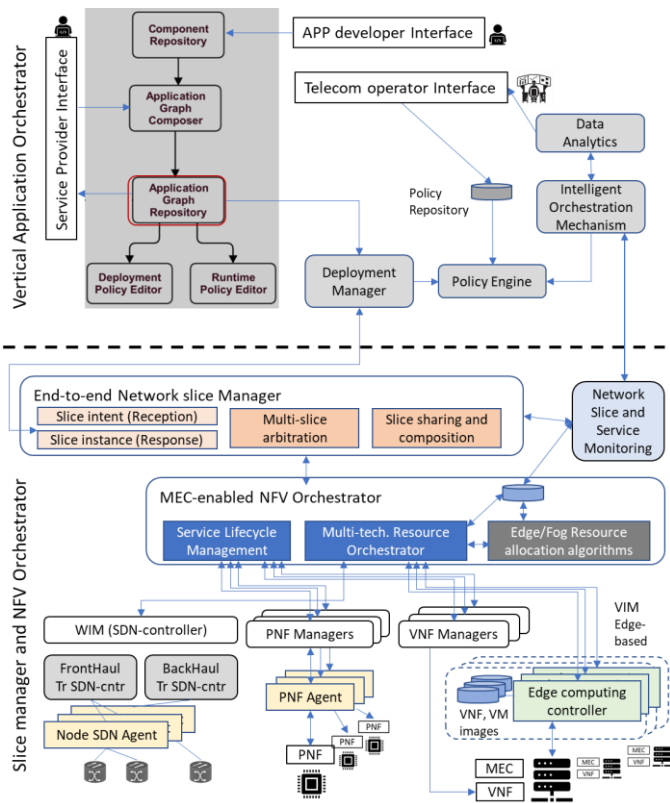 Vertical Application Orchestrator
Service Provider Interface
Component
Repository
APP developer Interface
Application
Graph
Composer
Telecom operator Interface
Data
Analytics
Application
Graph
Repository
Policy
Repository
Intelligent
Orchestration
Mechanism
Deployment
Policy Editor
Runtime
Policy Editor
Deployment
Manager
Policy Engine
Slice manager and NFV Orchestrator
End-to-end Network slice Manager
Slice intent (Reception)
Slice instance (Response)
Multi-slice
arbitration
Slice sharing and
composition
Network
Slice and
Service
Monitoring
MEC-enabled NFV Orchestrator
Service Lifecycle
Management
Multi-tech. Resource
Orchestrator
Edge/Fog Resource
allocation algorithms
WIM (SDN-controller)
PNF Managers
VNF Managers
VIM
Edge-
based
FrontHaul
Tr SDN-cntr
BackHaul
Tr SDN-cntr
PNF Agent
Edge computing
controller
VNF, VM
images
Node SDN Agent
PNF
PNF
PNF
MEC
VNF
MEC
VNF
MEC
VNF